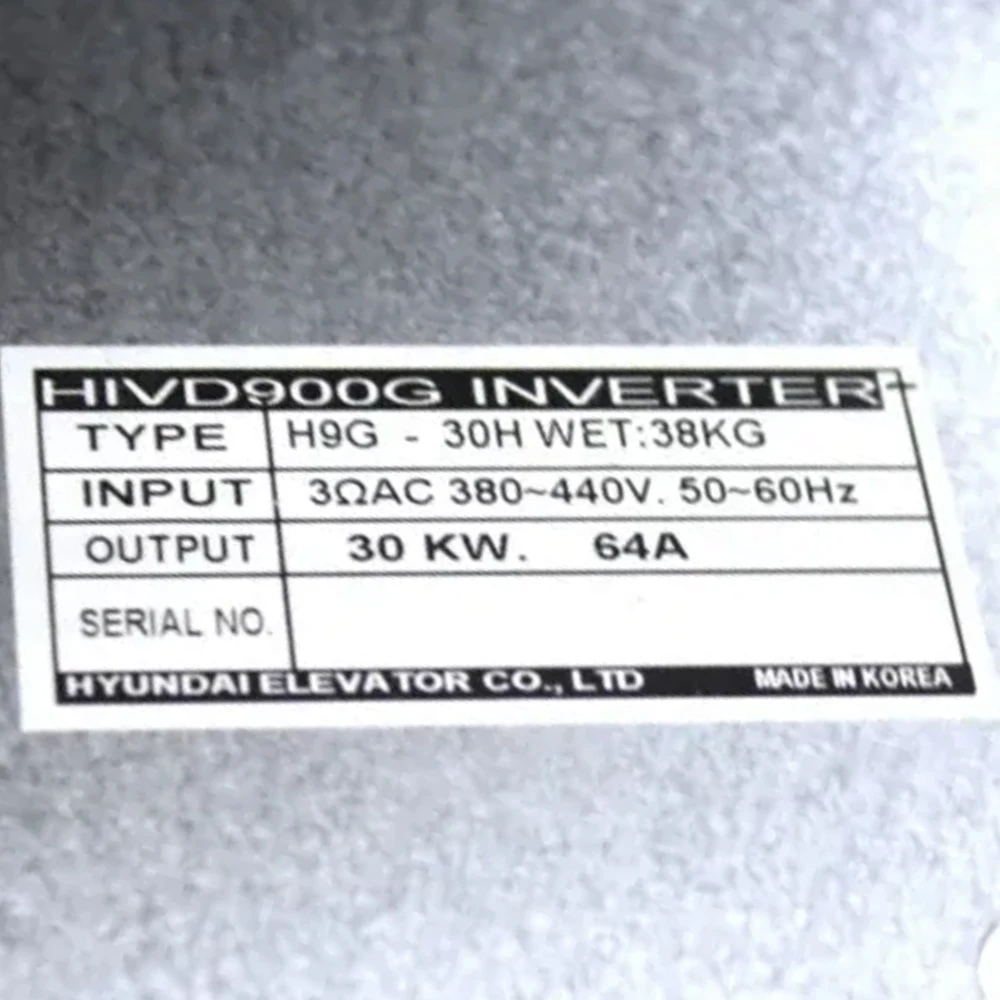 HIVD900G INVERTER
TYPE H9G - 30H WET:38KG
INPUT 3ΩAC 380~440V. 50~60Hz
OUTPUT 30 KW. 64A
SERIAL NO.
HYUNDAI ELEVATOR CO., LTD MADE IN KOREA